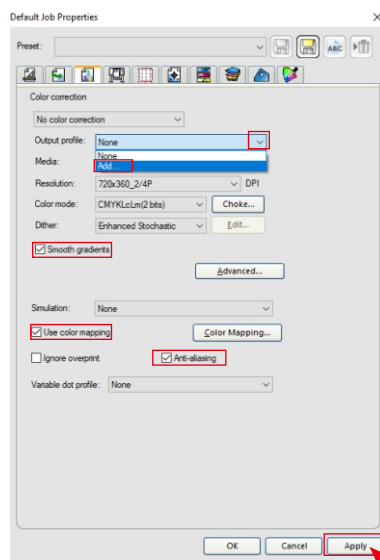 Default Job Properties
Preset:
ABC
Color correction
No color correction
Output profile: None
None
Media: Add...
Resolution: 720x360_2/4P DPI
Color mode: CMYKLcLm(2 bits) Choke...
Dither: Enhanced Stochastic Edit...
Smooth gradients
Advanced...
Simulation: None
Use color mapping Color Mapping...
Ignore overprint Anti-aliasing
Variable dot profile: None
OK Cancel Apply